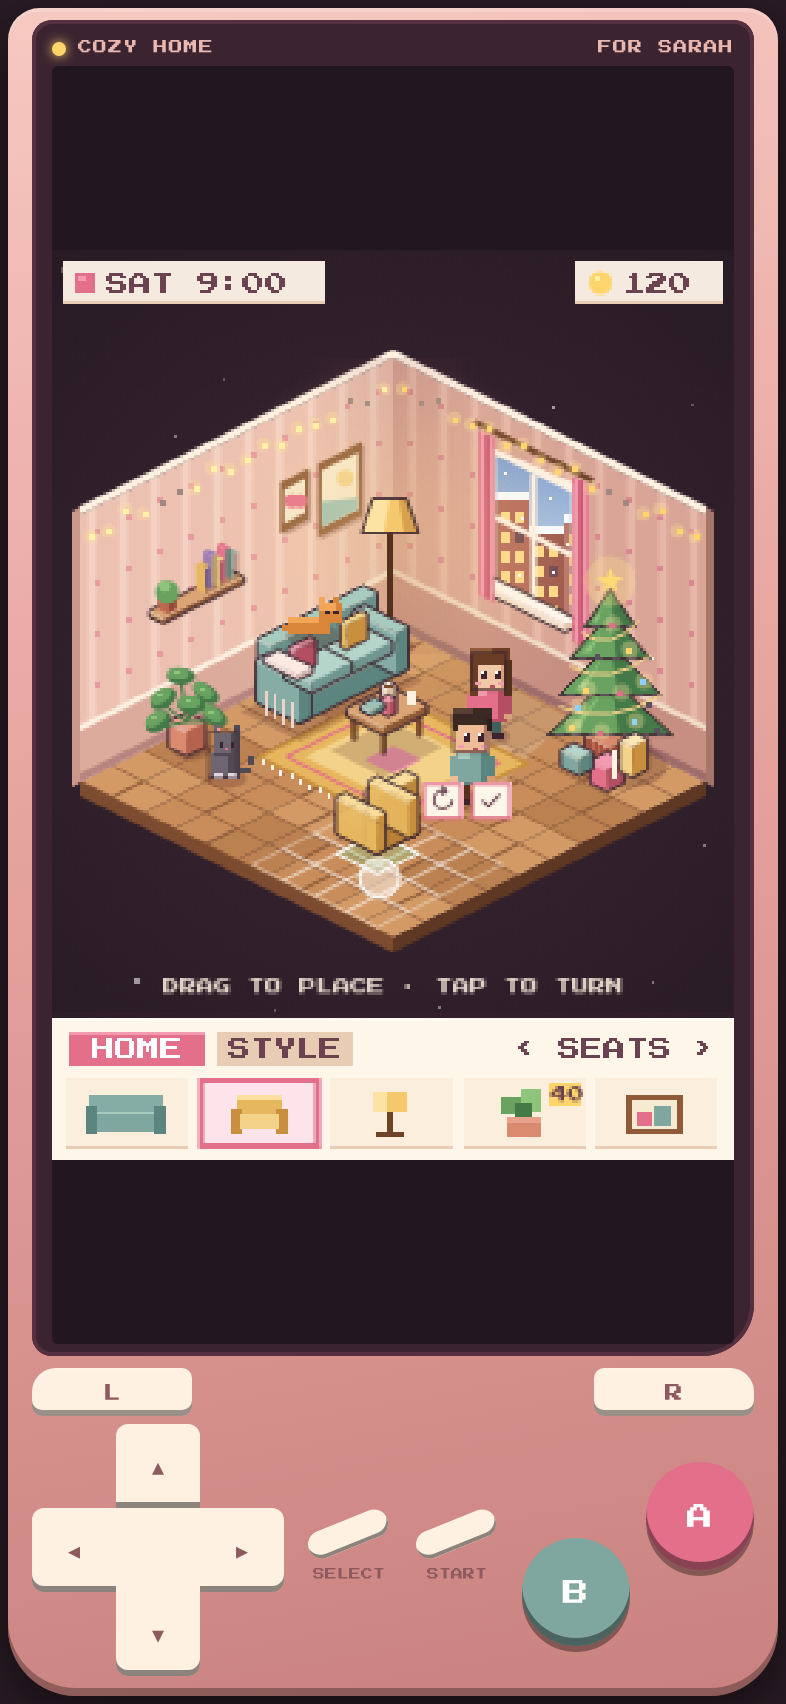 COZY HOME
FOR SARAH
SAT 9:00
120
DRAG TO PLACE · TAP TO TURN
HOME
STYLE
‹ SEATS ›
40
L
R
A
B
SELECT
START